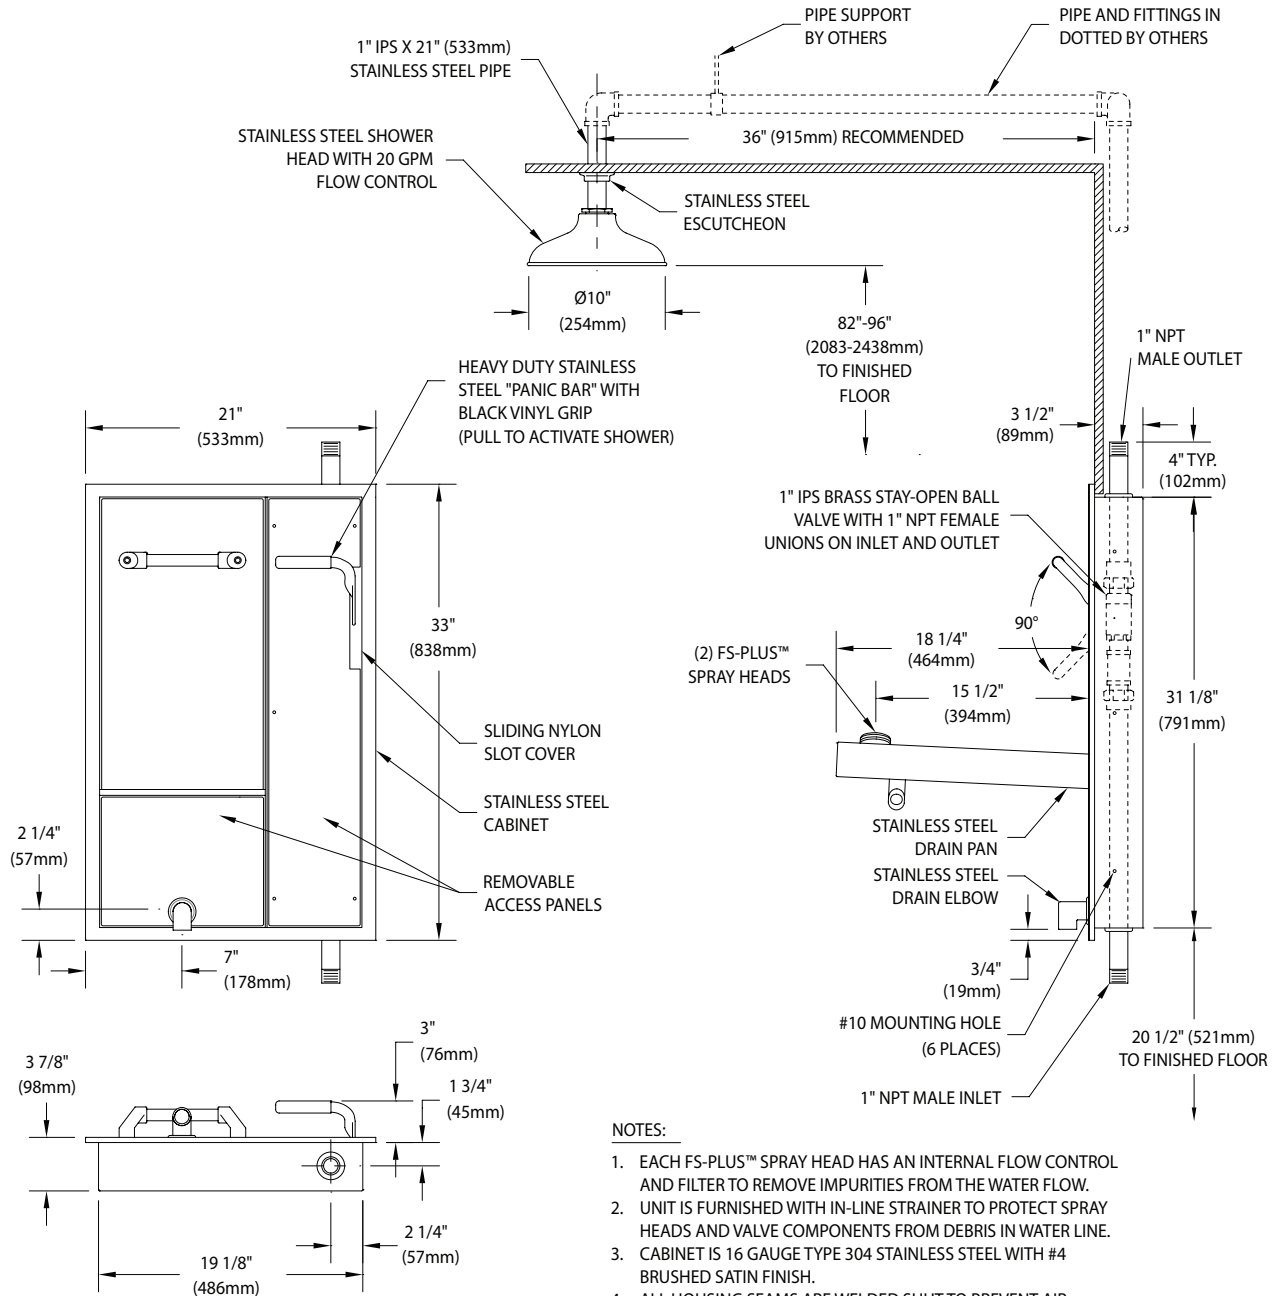 PIPE SUPPORT
BY OTHERS
PIPE AND FITTINGS IN
DOTTED BY OTHERS
1" IPS X 21" (533mm)
STAINLESS STEEL PIPE
36" (915mm) RECOMMENDED
STAINLESS STEEL SHOWER
HEAD WITH 20 GPM
FLOW CONTROL
STAINLESS STEEL
ESCUTCHEON
Ø10"
(254mm)
82"-96"
(2083-2438mm)
TO FINISHED
FLOOR
1" NPT
MALE OUTLET
HEAVY DUTY STAINLESS
STEEL "PANIC BAR" WITH
BLACK VINYL GRIP
(PULL TO ACTIVATE SHOWER)
21"
(533mm)
3 1/2"
(89mm)
4" TYP.
(102mm)
1" IPS BRASS STAY-OPEN BALL
VALVE WITH 1" NPT FEMALE
UNIONS ON INLET AND OUTLET
33"
(838mm)
90°
18 1/4"
(464mm)
(2) FS-PLUS™
SPRAY HEADS
15 1/2"
(394mm)
31 1/8"
(791mm)
SLIDING NYLON
SLOT COVER
STAINLESS STEEL
CABINET
2 1/4"
(57mm)
STAINLESS STEEL
DRAIN PAN
REMOVABLE
ACCESS PANELS
STAINLESS STEEL
DRAIN ELBOW
7"
(178mm)
3/4"
(19mm)
#10 MOUNTING HOLE
(6 PLACES)
20 1/2" (521mm)
TO FINISHED FLOOR
3"
(76mm)
3 7/8"
(98mm)
1 3/4"
(45mm)
1" NPT MALE INLET
2 1/4"
(57mm)
19 1/8"
(486mm)
NOTES:
1. EACH FS-PLUS™ SPRAY HEAD HAS AN INTERNAL FLOW CONTROL
AND FILTER TO REMOVE IMPURITIES FROM THE WATER FLOW.
2. UNIT IS FURNISHED WITH IN-LINE STRAINER TO PROTECT SPRAY
HEADS AND VALVE COMPONENTS FROM DEBRIS IN WATER LINE.
3. CABINET IS 16 GAUGE TYPE 304 STAINLESS STEEL WITH #4
BRUSHED SATIN FINISH.
4. ALL HOUSING SEAMS ARE WELDED SHUT TO PREVENT AIR